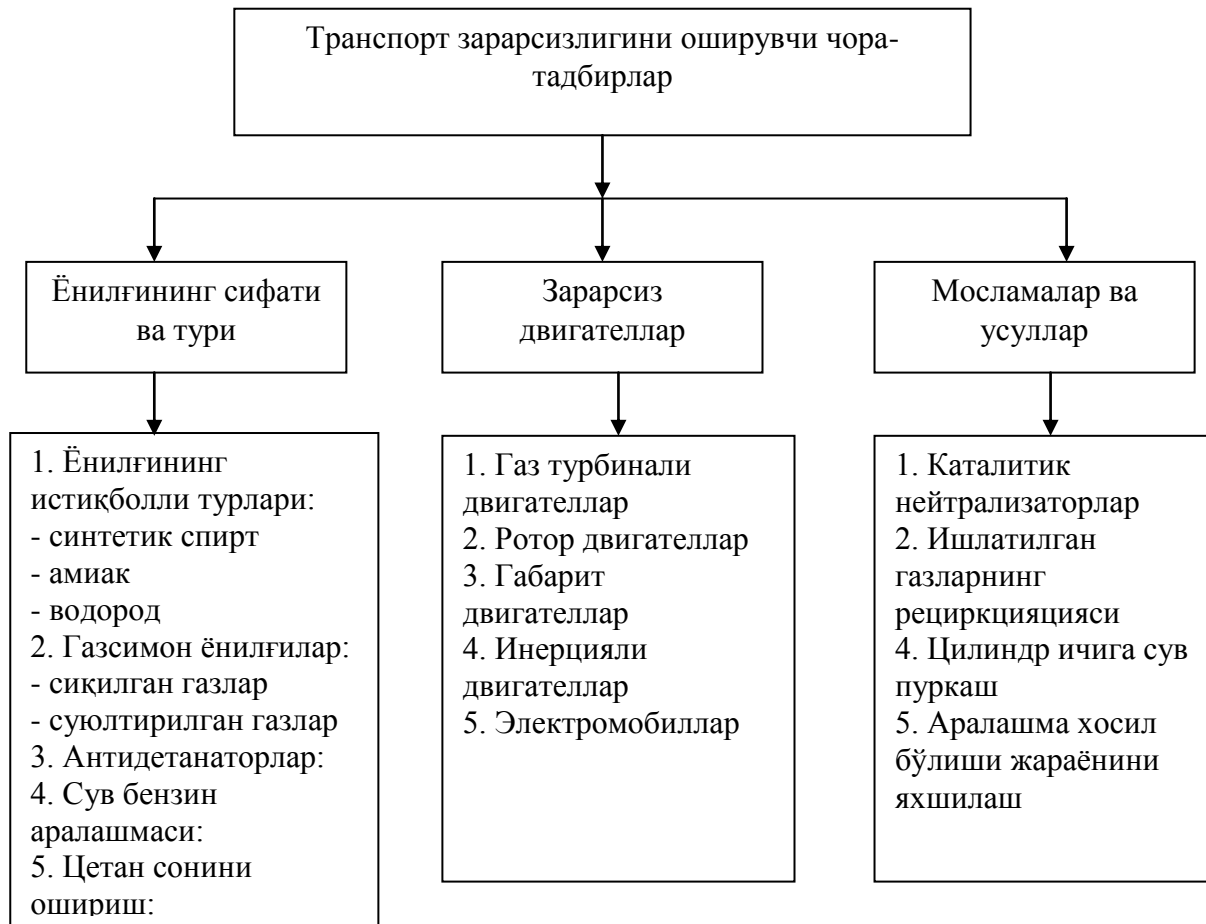 Транспорт зарарсизлигини оширувчи чора-
тадбирлар
Ёнилғининг сифати
ва тури
Зарарсиз
двигателлар
Мосламалар ва
усуллар
1. Ёнилғининг
истиқболли турлари:
- синтетик спирт
- амиак
- водород
2. Газсимон ёнилғилар:
- сиқилган газлар
- суюлтирилган газлар
3. Антидетанаторлар:
4. Сув бензин
аралашмаси:
5. Цетан сонини
ошириш:
1. Газ турбинали
двигателлар
2. Ротор двигателлар
3. Габарит
двигателлар
4. Инерцияли
двигателлар
5. Электромобиллар
1. Каталитик
нейтрализаторлар
2. Ишлатилган
газларнинг
рециркцияцияси
4. Цилиндр ичига сув
пуркаш
5. Аралашма хосил
бўлиши жараёнини
яхшилаш